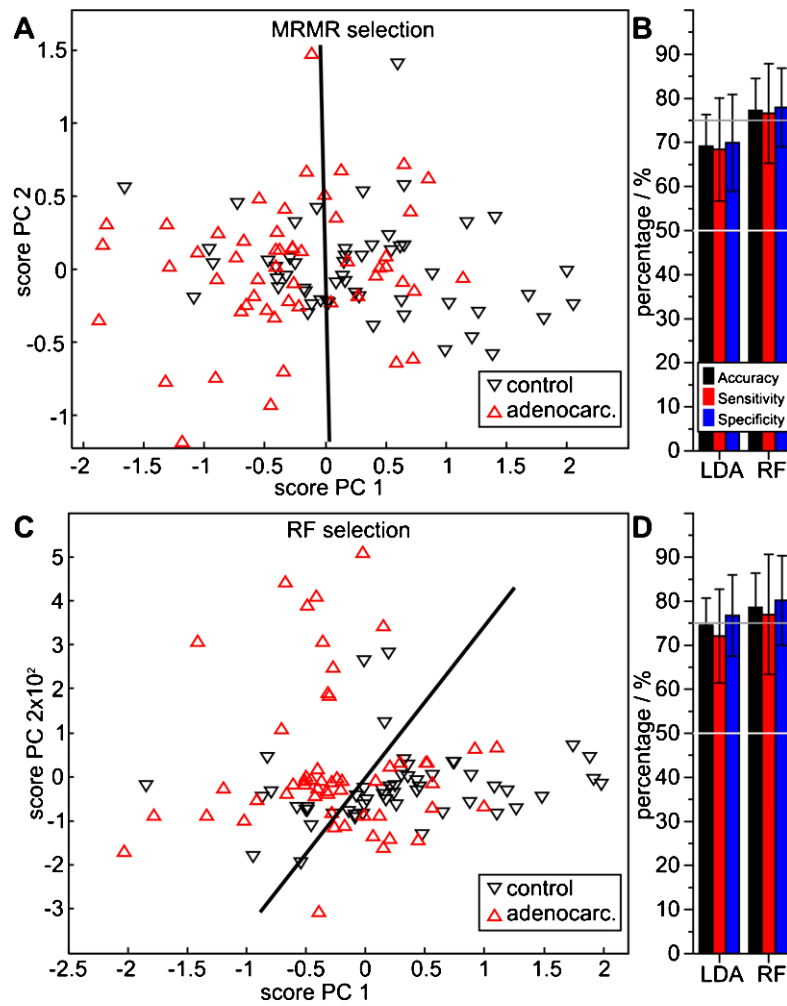 A
MRMR selection
1.5
1
0.5
0
-0.5
-1
score PC 2
-2
-1.5
-1
-0.5
0
0.5
1
1.5
2
score PC 1
control
adenocarc.
B
90
80
70
60
50
40
30
20
10
0
percentage / %
Accuracy
Sensitivity
Specificity
LDA RF
C
RF selection
5
4
3
2
1
0
-1
-2
-3
score PC 2x10²
-2.5
-2
-1.5
-1
-0.5
0
0.5
1
1.5
2
score PC 1
control
adenocarc.
D
90
80
70
60
50
40
30
20
10
0
percentage / %
LDA RF